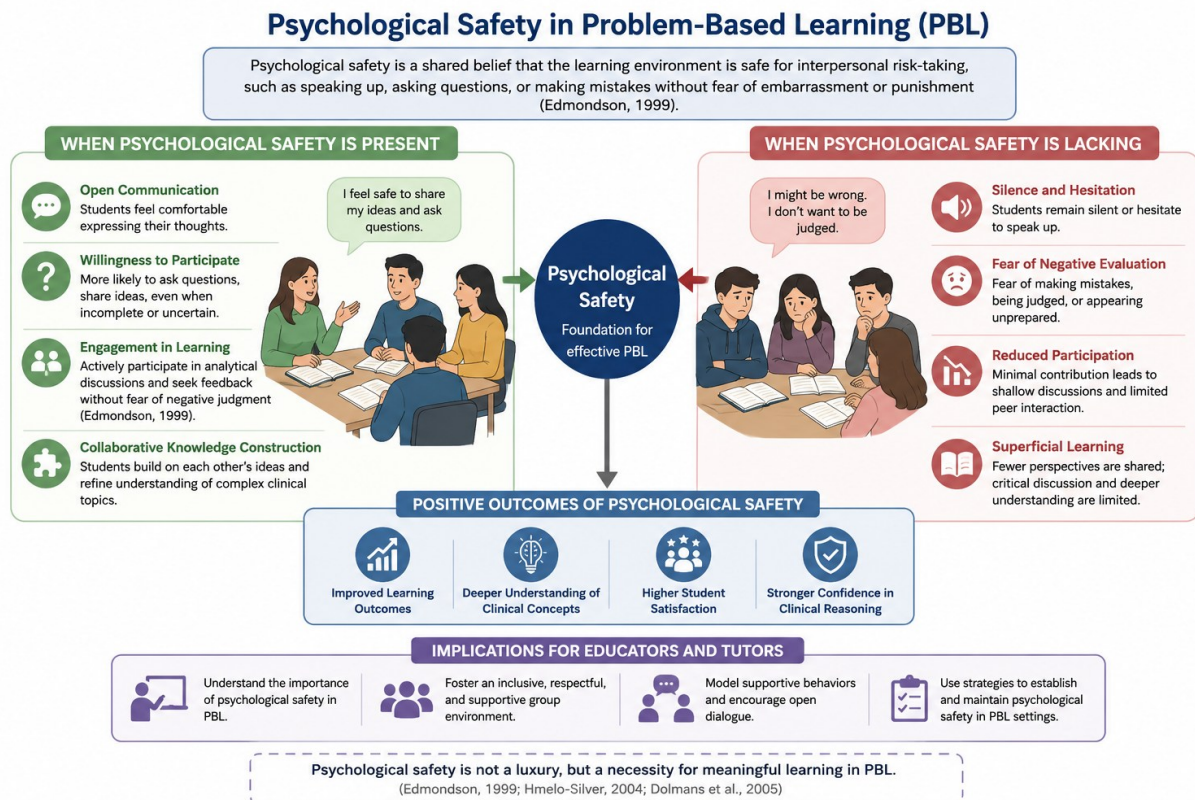 Psychological Safety in Problem-Based Learning (PBL)
Psychological safety is a shared belief that the learning environment is safe for interpersonal risk-taking,
such as speaking up, asking questions, or making mistakes without fear of embarrassment or punishment
(Edmondson, 1999).
WHEN PSYCHOLOGICAL SAFETY IS PRESENT
Open Communication
Students feel comfortable
expressing their thoughts.
Willingness to Participate
More likely to ask questions,
share ideas, even when
incomplete or uncertain.
Engagement in Learning
Actively participate in analytical
discussions and seek feedback
without fear of negative judgment
(Edmondson, 1999).
Collaborative Knowledge Construction
Students build on each other's ideas and
refine understanding of complex clinical
topics.
I feel safe to share
my ideas and ask
questions.
Psychological
Safety
Foundation for
effective PBL
WHEN PSYCHOLOGICAL SAFETY IS LACKING
I might be wrong.
I don't want to be
judged.
Silence and Hesitation
Students remain silent or hesitate
to speak up.
Fear of Negative Evaluation
Fear of making mistakes,
being judged, or appearing
unprepared.
Reduced Participation
Minimal contribution leads to
shallow discussions and limited
peer interaction.
Superficial Learning
Fewer perspectives are shared;
critical discussion and deeper
understanding are limited.
POSITIVE OUTCOMES OF PSYCHOLOGICAL SAFETY
Improved Learning
Outcomes
Deeper Understanding of
Clinical Concepts
Higher Student
Satisfaction
Stronger Confidence in
Clinical Reasoning
IMPLICATIONS FOR EDUCATORS AND TUTORS
Understand the importance
of psychological safety in
PBL.
Foster an inclusive, respectful,
and supportive group
environment.
Model supportive behaviors
and encourage open
dialogue.
Use strategies to establish
and maintain psychological
safety in PBL settings.
Psychological safety is not a luxury, but a necessity for meaningful learning in PBL.
(Edmondson, 1999; Hmelo-Silver, 2004; Dolmans et al., 2005)